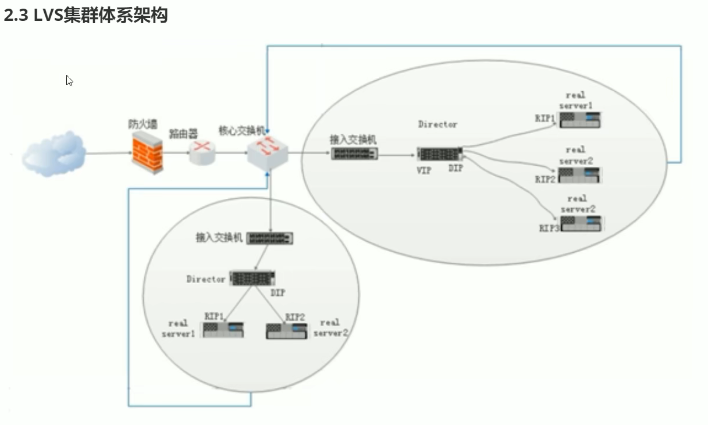 2.3 LVS集群体系架构
防火墙
路由器
核心交换机
接入交换机
Director
VIP
DIP
real
server1
RIP1
real
server2
RIP2
real
server2
RIP3
接入交换机
Director
DIP
RIP1
real
server1
RIP2
real
server2